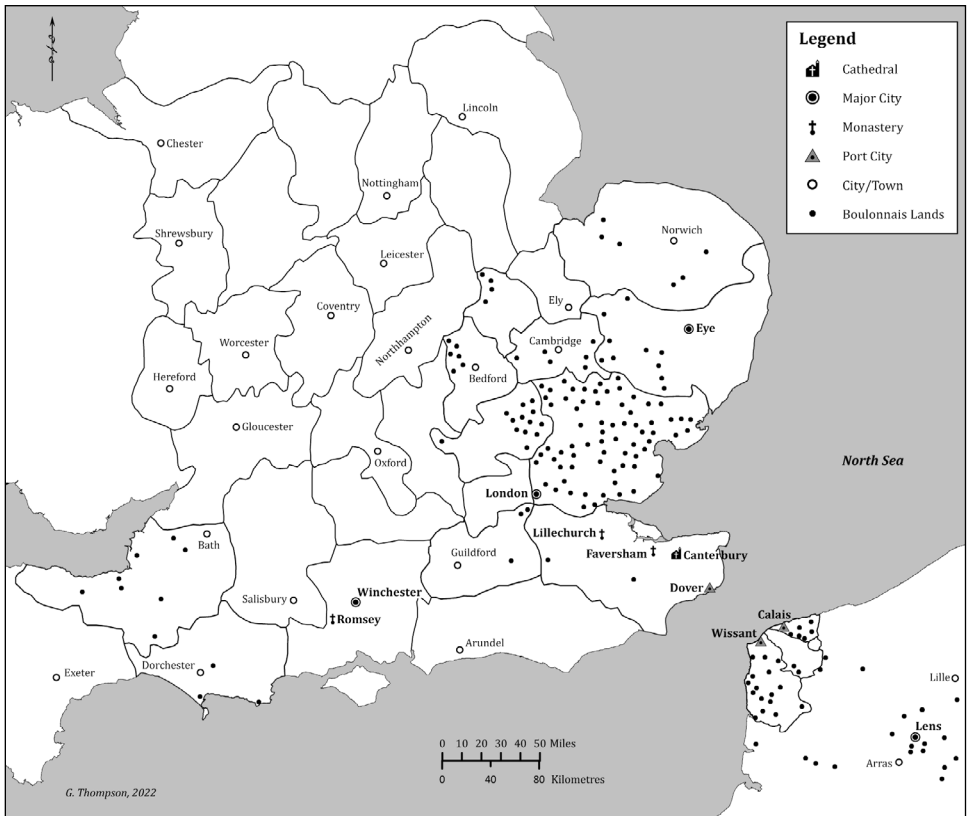 Legend
Cathedral
Major City
Monastery
Port City
City/Town
Boulonnais Lands
Lincoln
Chester
Nottingham
Shrewsbury
Norwich
Leicester
Ely
Coventry
Eye
Northhampton
Worcester
Cambridge
Hereford
Bedford
Gloucester
Oxford
North Sea
London
Lillechurch
Bath
Guildford
Faversham
Canterbury
Dover
Salisbury
Winchester
Romsey
Calais
Wissant
Arundel
Exeter
Dorchester
Lille
Lens
Arras
0 10 20 30 40 50 Miles
0 40 80 Kilometres
G. Thompson, 2022